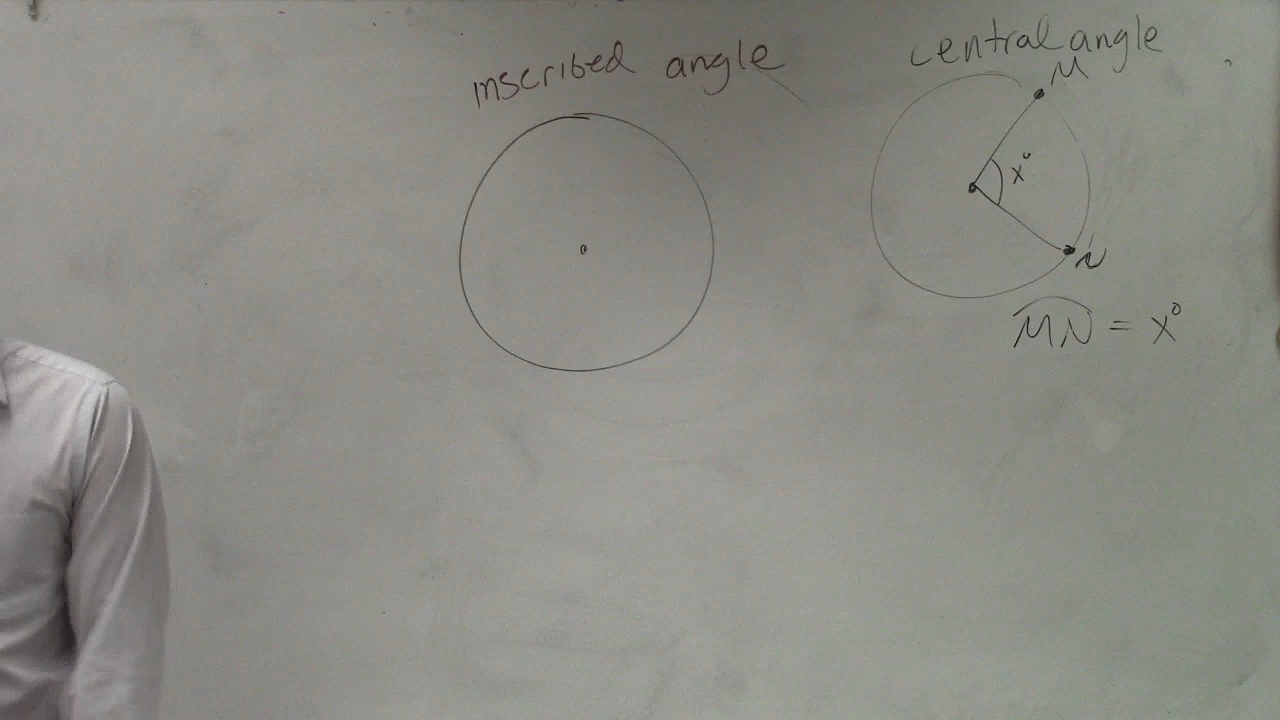 inscribed angle
central angle
M
x°
N
MN = x°